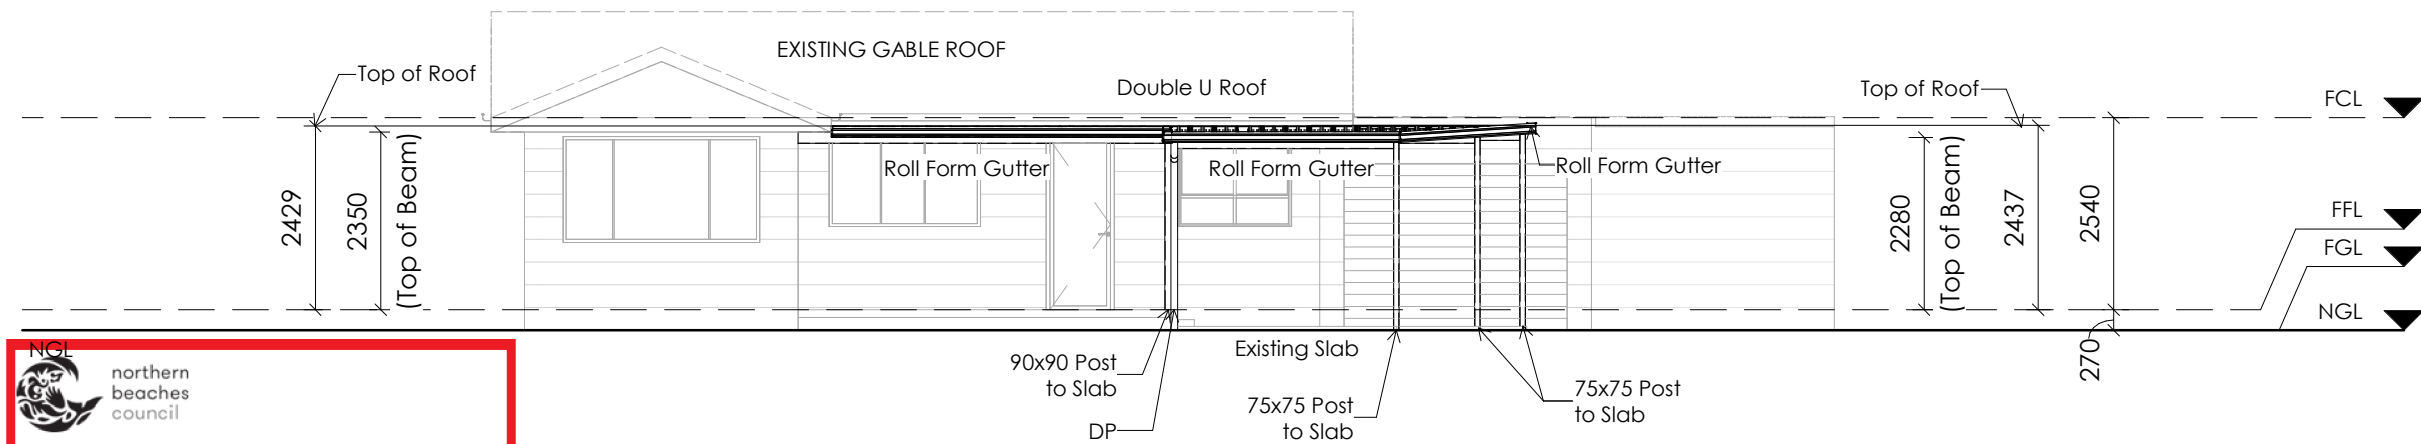 EXISTING GABLE ROOF
Top of Roof
Double U Roof
Top of Roof
FCL
Roll Form Gutter
Roll Form Gutter
Roll Form Gutter
2429
2350
(Top of Beam)
2280
(Top of Beam)
2437
2540
FFL
FGL
NGL
NGL
270
Existing Slab
90x90 Post
to Slab
75x75 Post
to Slab
75x75 Post
to Slab
DP
northern
beaches
council